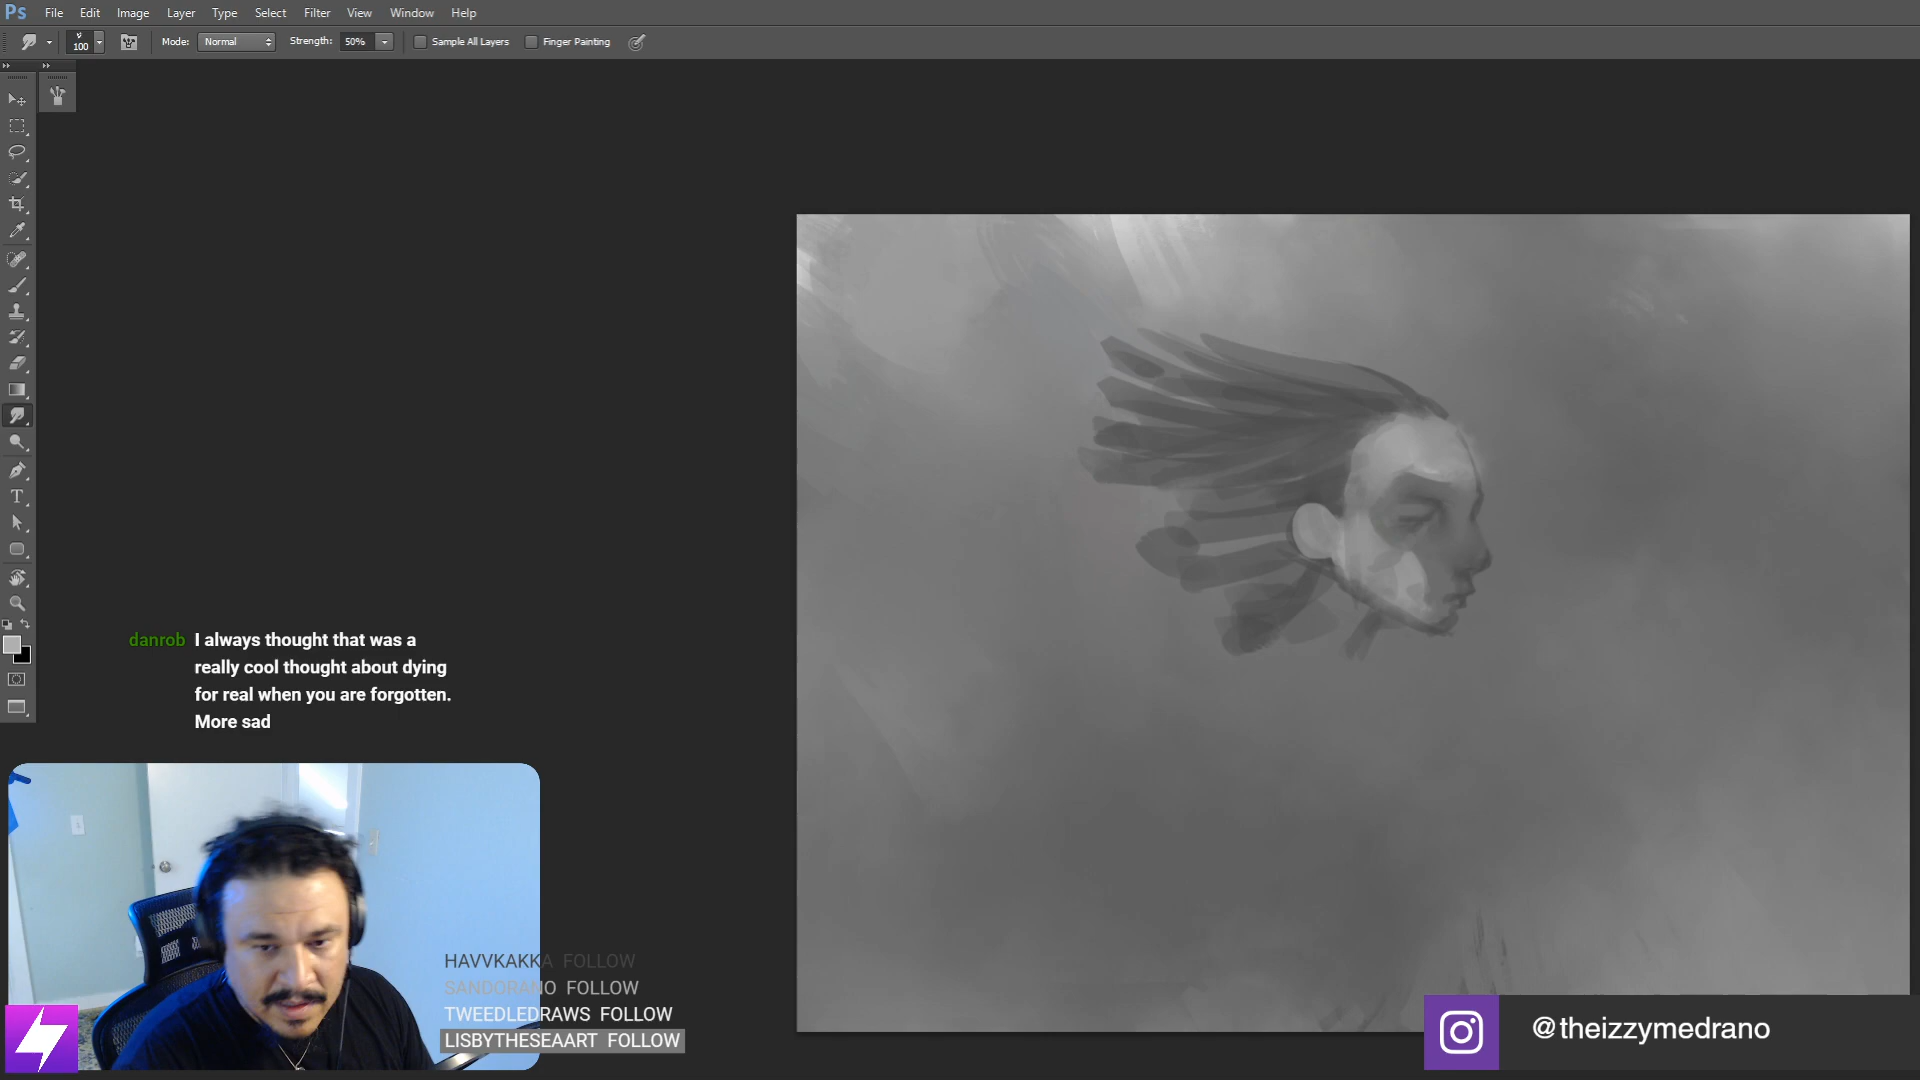 Ps File Edit Image Layer Type Select Filter View Window Help
100 Mode: Normal Strength: 50% Sample All Layers Finger Painting
T
danrob I always thought that was a
really cool thought about dying
for real when you are forgotten.
More sad
HAVVKAKKA FOLLOW
SANDORANO FOLLOW
TWEEDLEDRAWS FOLLOW
LISBYTHESEAART FOLLOW
@theizzymedrano